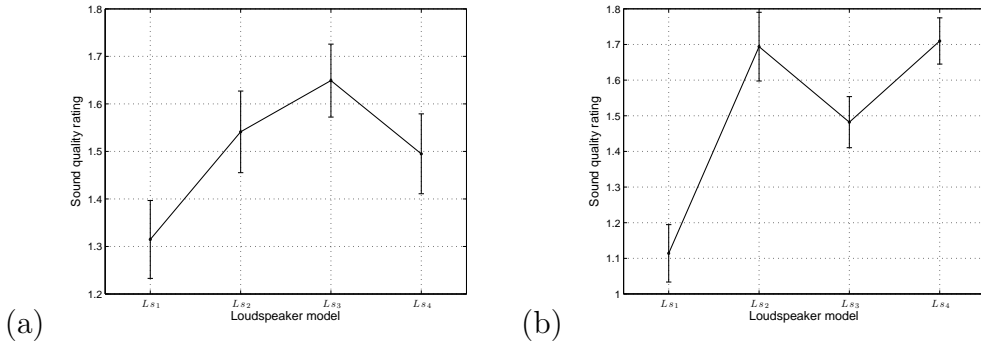 1.8
1.7
1.6
1.5
1.4
1.3
1.2
Sound quality rating
Ls1 Ls2 Ls3 Ls4
Loudspeaker model
(a)
1.8
1.7
1.6
1.5
1.4
1.3
1.2
1.1
1
Sound quality rating
Ls1 Ls2 Ls3 Ls4
Loudspeaker model
(b)